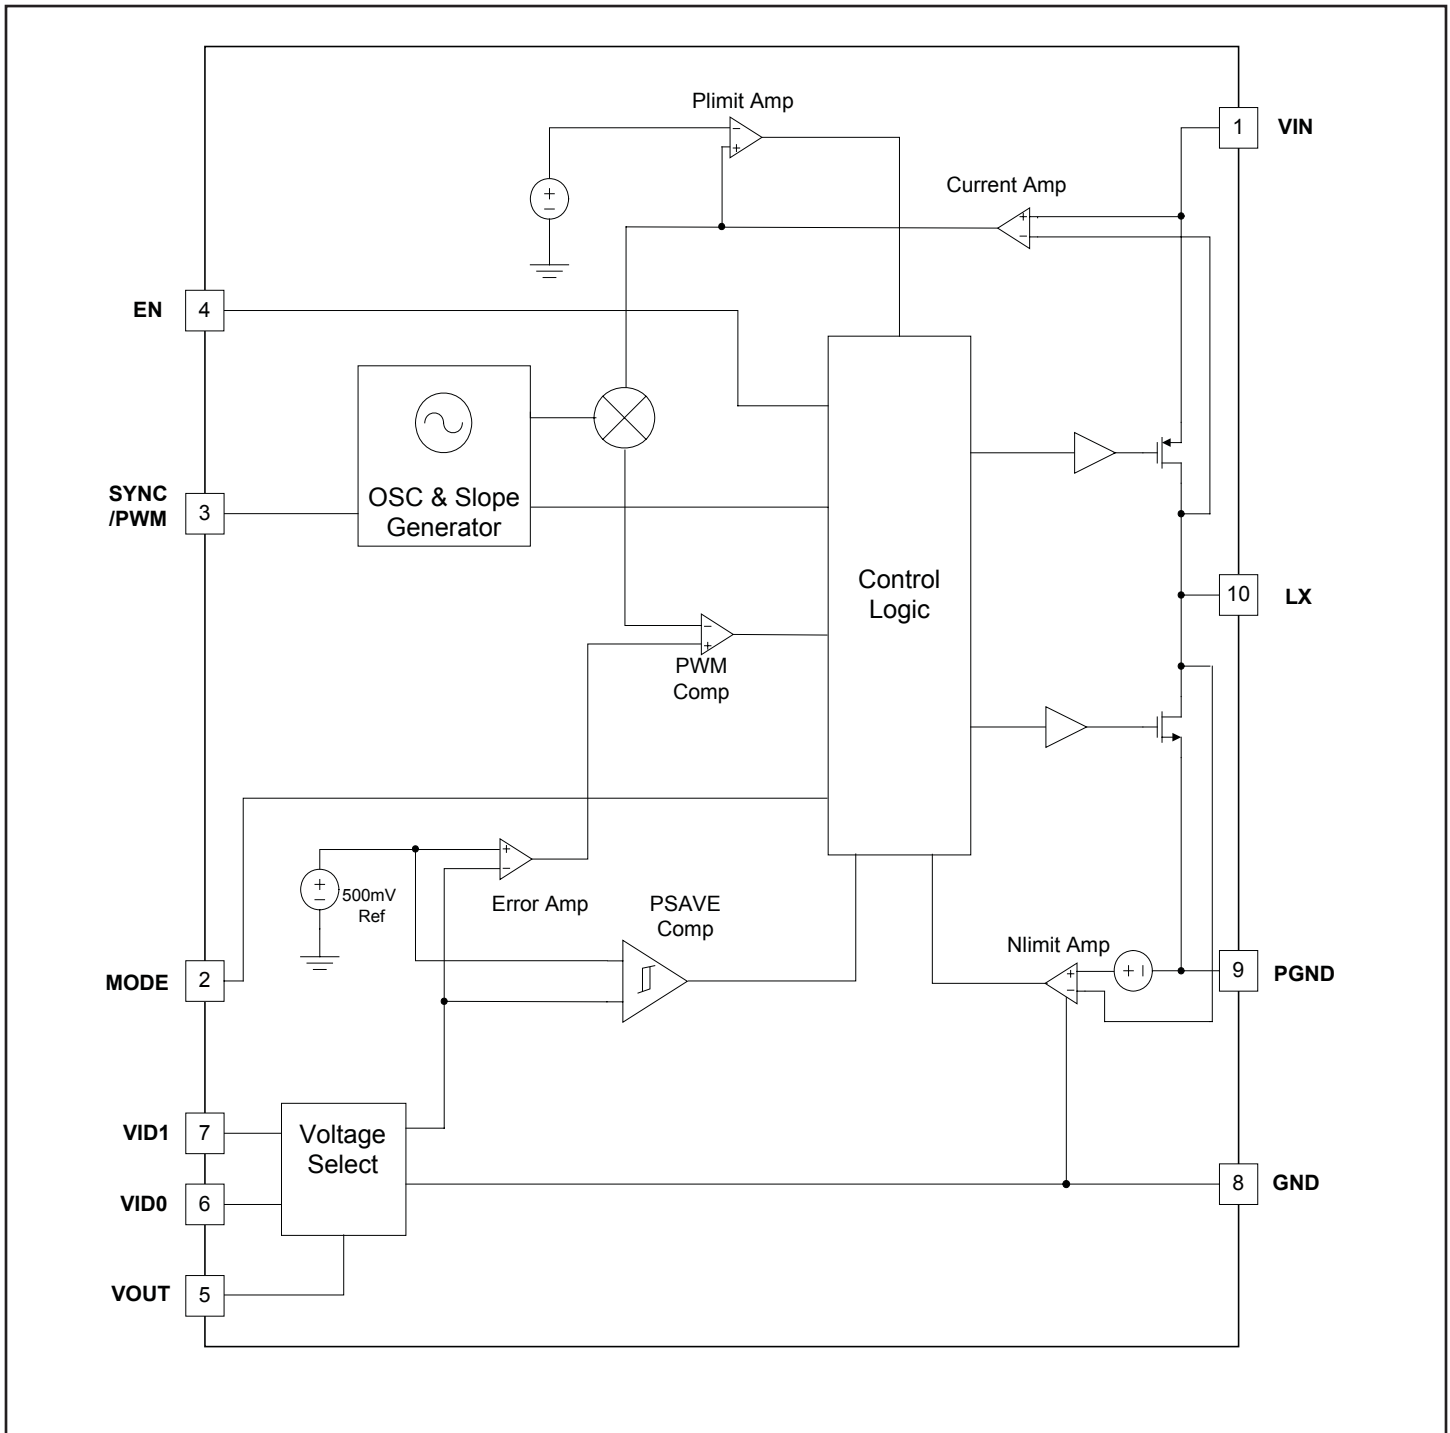 Plimit Amp
1
VIN
Current Amp
EN
4
SYNC
/PWM
3
OSC & Slope
Generator
Control
Logic
10
LX
PWM
Comp
500mV
Ref
Error Amp
PSAVE
Comp
Nlimit Amp
MODE
2
9
PGND
VID1
7
Voltage
Select
VID0
6
8
GND
VOUT
5